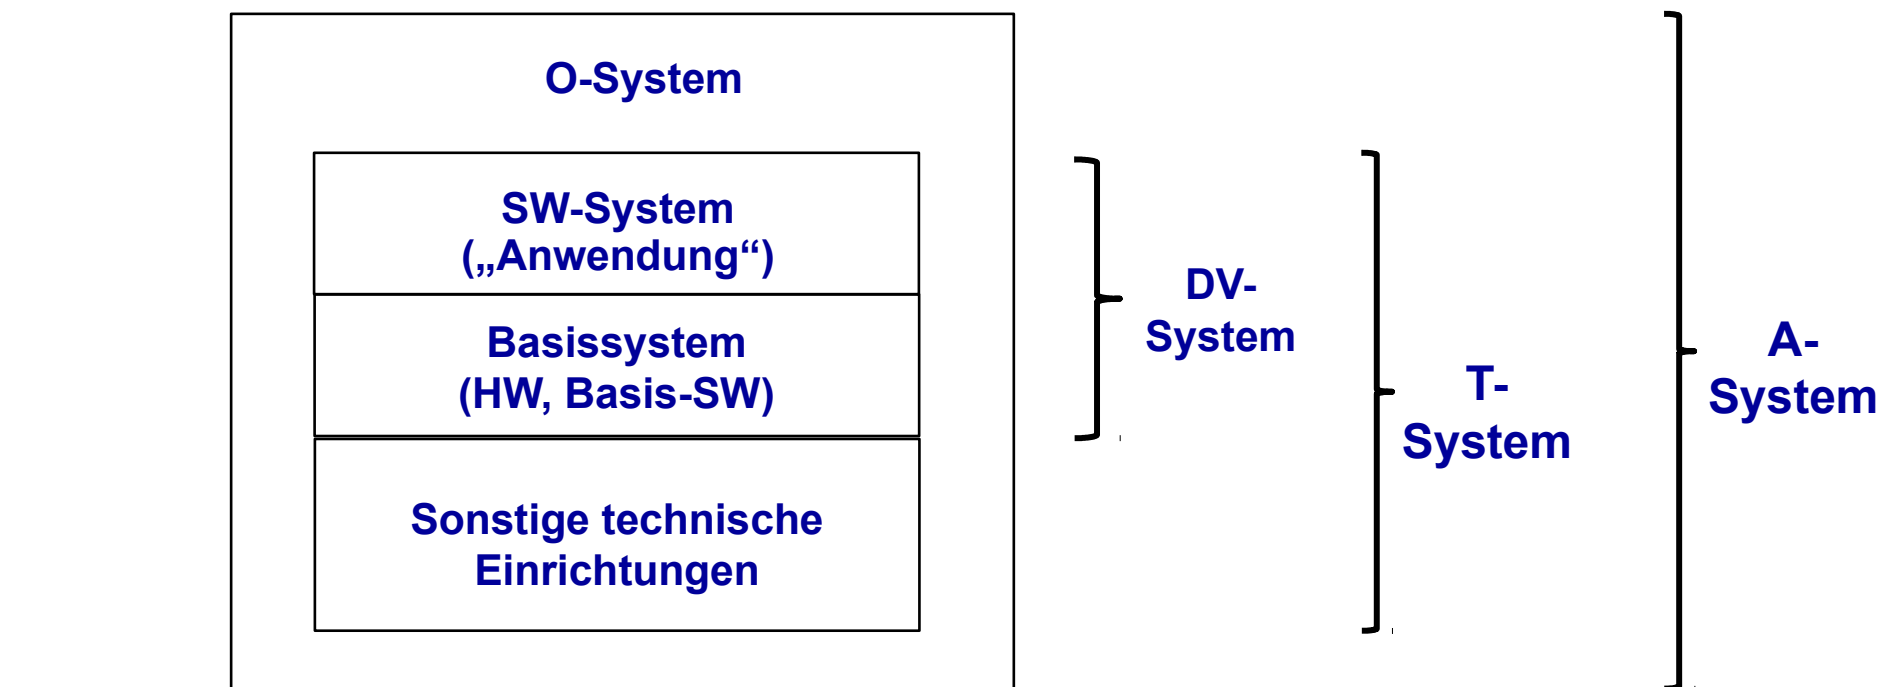 O-System
SW-System
(„Anwendung“)
Basissystem
(HW, Basis-SW)
Sonstige technische
Einrichtungen
DV-
System
T-
System
A-
System